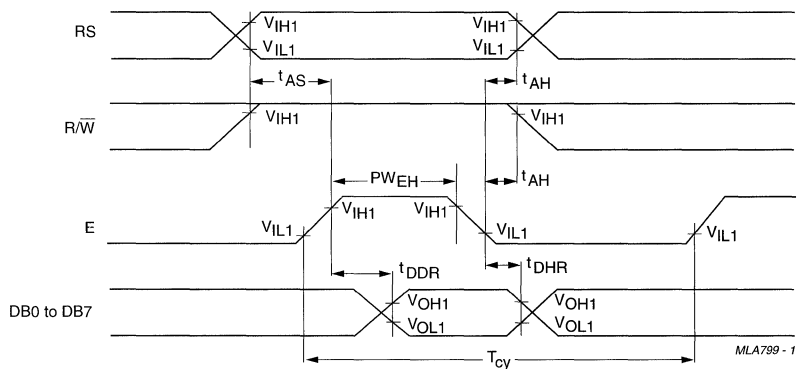 RS
VIH1
VIH1
VIL1
VIL1
tAS
tAH
R/W̅
VIH1
VIH1
PWEH
tAH
E
VIL1
VIH1
VIH1
VIL1
VIL1
tDDR
tDHR
DB0 to DB7
VOH1
VOH1
VOL1
VOL1
Tcy
MLA799 - 1